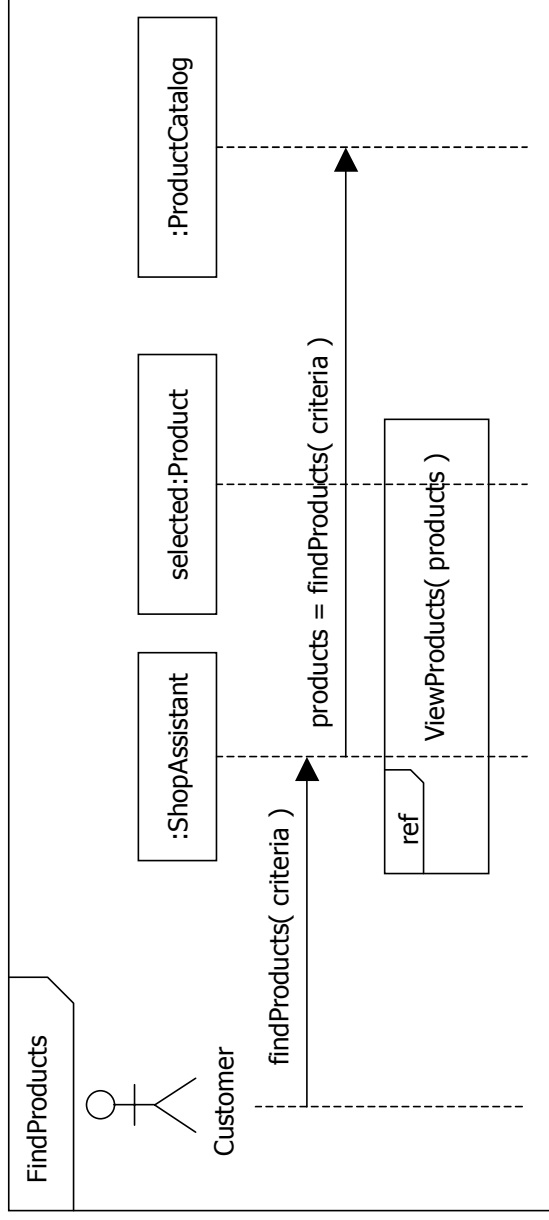 FindProducts
Customer
:ShopAssistant
selected:Product
:ProductCatalog
findProducts( criteria )
products = findProducts( criteria )
ref
ViewProducts( products )